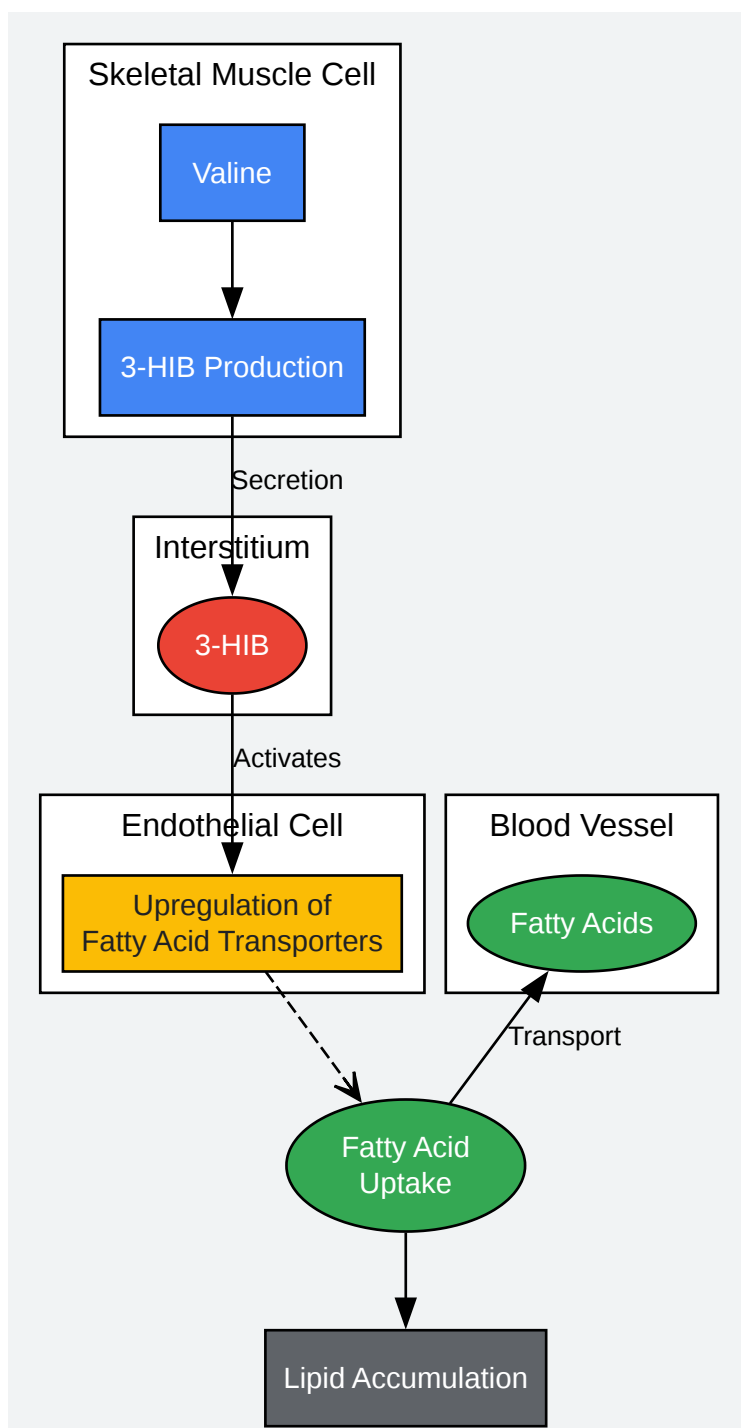 Skeletal Muscle Cell
Valine
3-HIB Production
Secretion
Interstitium
3-HIB
Activates
Endothelial Cell
Upregulation of
Fatty Acid Transporters
Blood Vessel
Fatty Acids
Transport
Fatty Acid
Uptake
Lipid Accumulation